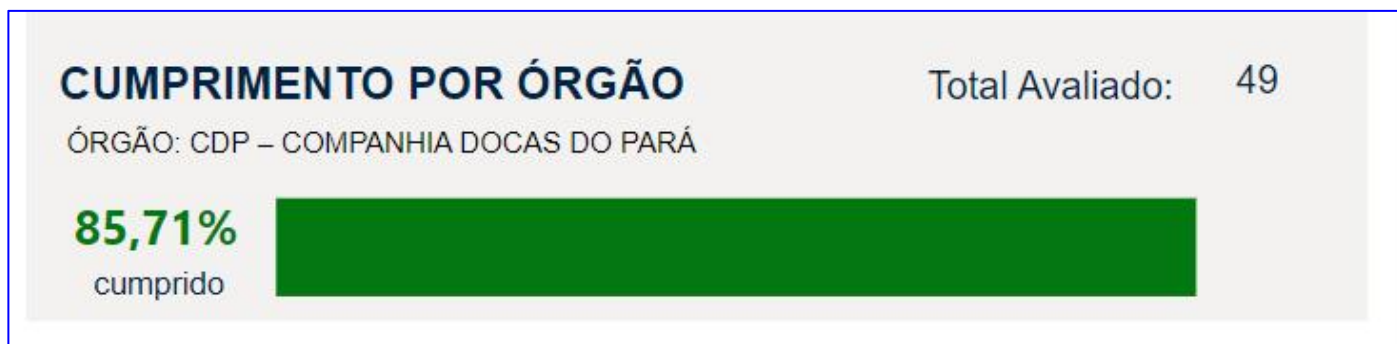 CUMPRIMENTO POR ÓRGÃO
Total Avaliado: 49
ÓRGÃO: CDP – COMPANHIA DOCAS DO PARÁ
85,71%
cumprido